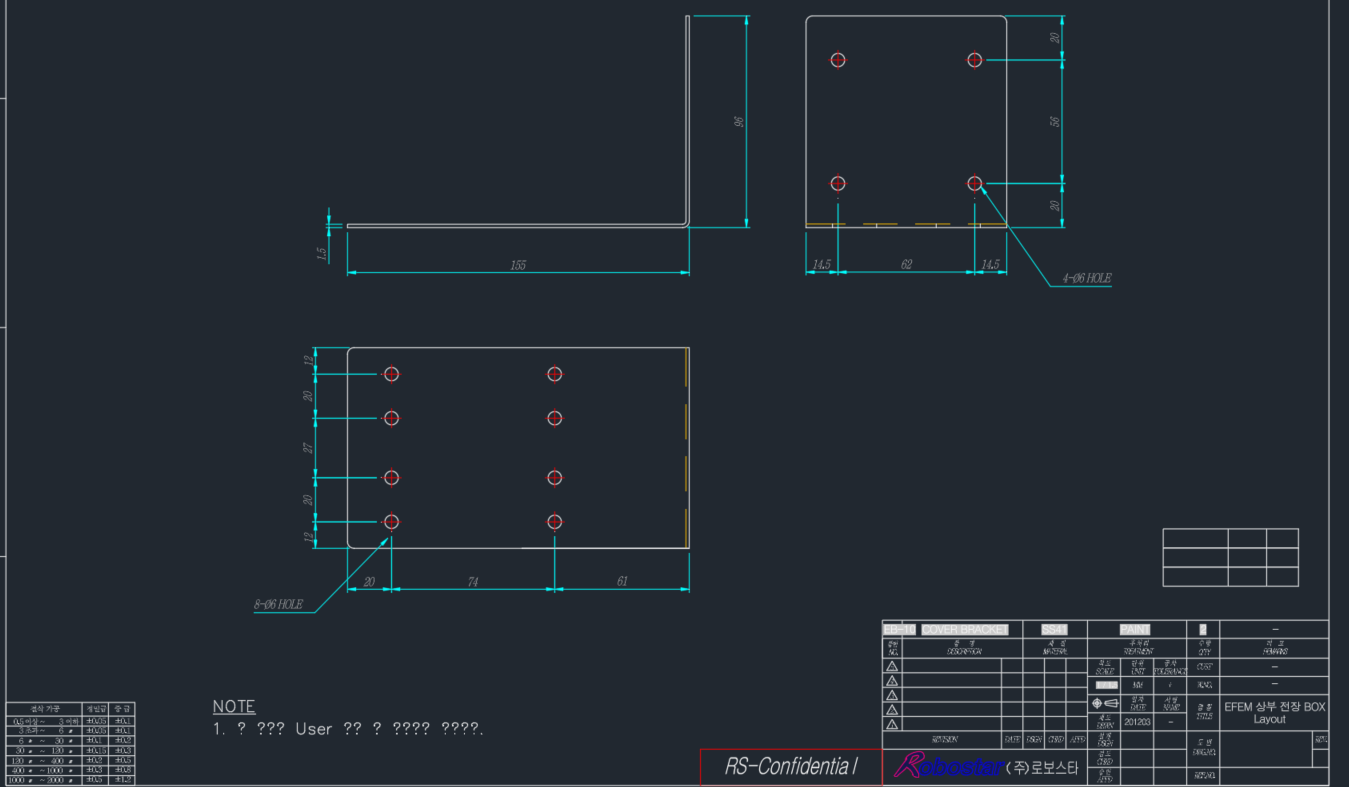 20
96
56
20
1.5
155
14.5 62 14.5
4-Ø6 HOLE
12
20
27
20
12
20 74 61
8-Ø6 HOLE
NOTE
1. ? ??? User ?? ? ???? ????.
절삭 가공 정밀급 중 급
0.5 이상 ~ 3 이하 ±0.05 ±0.1
3 초과 ~ 6 〃 ±0.05 ±0.1
6 〃 ~ 30 〃 ±0.1 ±0.2
30 〃 ~ 120 〃 ±0.15 ±0.3
120 〃 ~ 400 〃 ±0.2 ±0.5
400 〃 ~ 1000 〃 ±0.3 ±0.8
1000 〃 ~ 2000 〃 ±0.5 ±1.2
EB-10 COVER BRACKET SS41 PAINT 2 -
품번 품 명 재 질 후처리 수량 비 고
NO. DESCRIPTION MATERIAL TREATMENT QTY REMARKS
척도 단위 공차
SCALE UNIT TOLERANCE CUST -
MM M/NO. -
일자 서명
DATE NAME
품 명
TITLE
EFEM 상부 전장 BOX
Layout
제도
DRWN 201203 -
REVISION DATE DSGN CHKD APPD
설계
DSGN
도 번
DWG.NO.
REV.
검도
CHKD
승인
APPD
REV.NO.
RS-Confidential
Robostar (주)로보스타